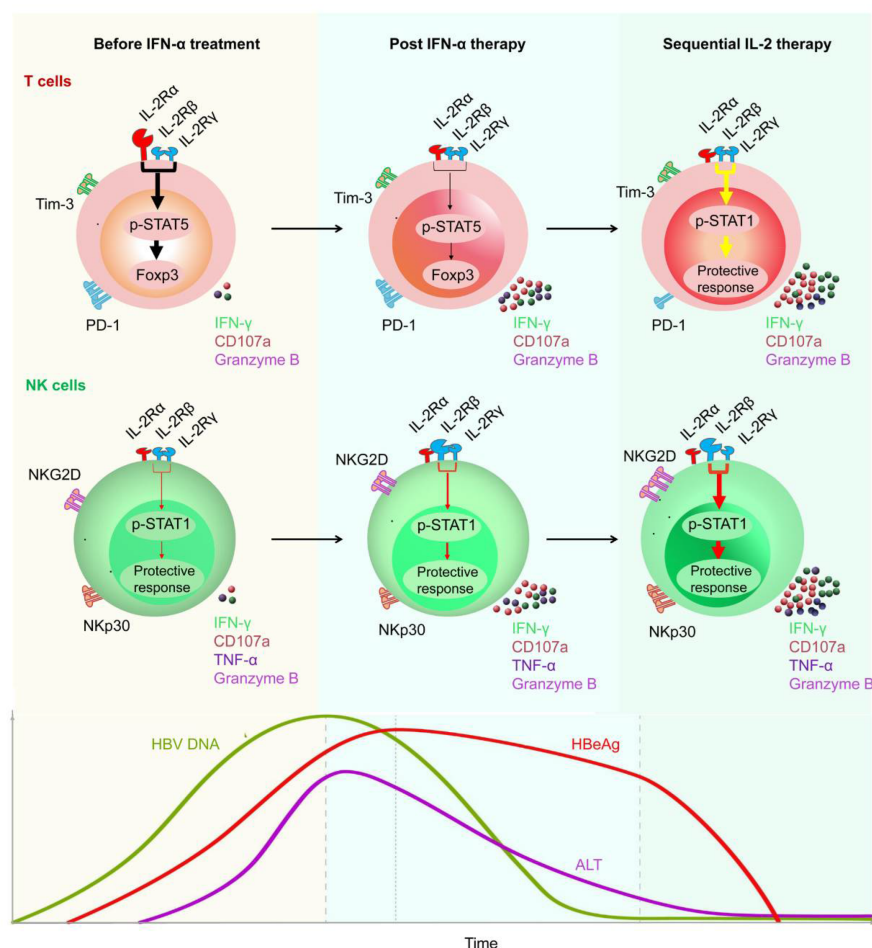 Before IFN-α treatment
Post IFN-α therapy
Sequential IL-2 therapy
T cells
IL-2Rα
IL-2Rβ
IL-2Rγ
Tim-3
p-STAT5
Foxp3
PD-1
IFN-γ
CD107a
Granzyme B
IL-2Rα
IL-2Rβ
IL-2Rγ
Tim-3
p-STAT5
Foxp3
PD-1
IFN-γ
CD107a
Granzyme B
IL-2Rα
IL-2Rβ
IL-2Rγ
Tim-3
p-STAT1
Protective
response
PD-1
IFN-γ
CD107a
Granzyme B
NK cells
IL-2Rα
IL-2Rβ
IL-2Rγ
NKG2D
p-STAT1
Protective
response
NKp30
IFN-γ
CD107a
TNF-α
Granzyme B
IL-2Rα
IL-2Rβ
IL-2Rγ
NKG2D
p-STAT1
Protective
response
NKp30
IFN-γ
CD107a
TNF-α
Granzyme B
IL-2Rα
IL-2Rβ
IL-2Rγ
NKG2D
p-STAT1
Protective
response
NKp30
IFN-γ
CD107a
TNF-α
Granzyme B
HBV DNA
HBeAg
ALT
Time